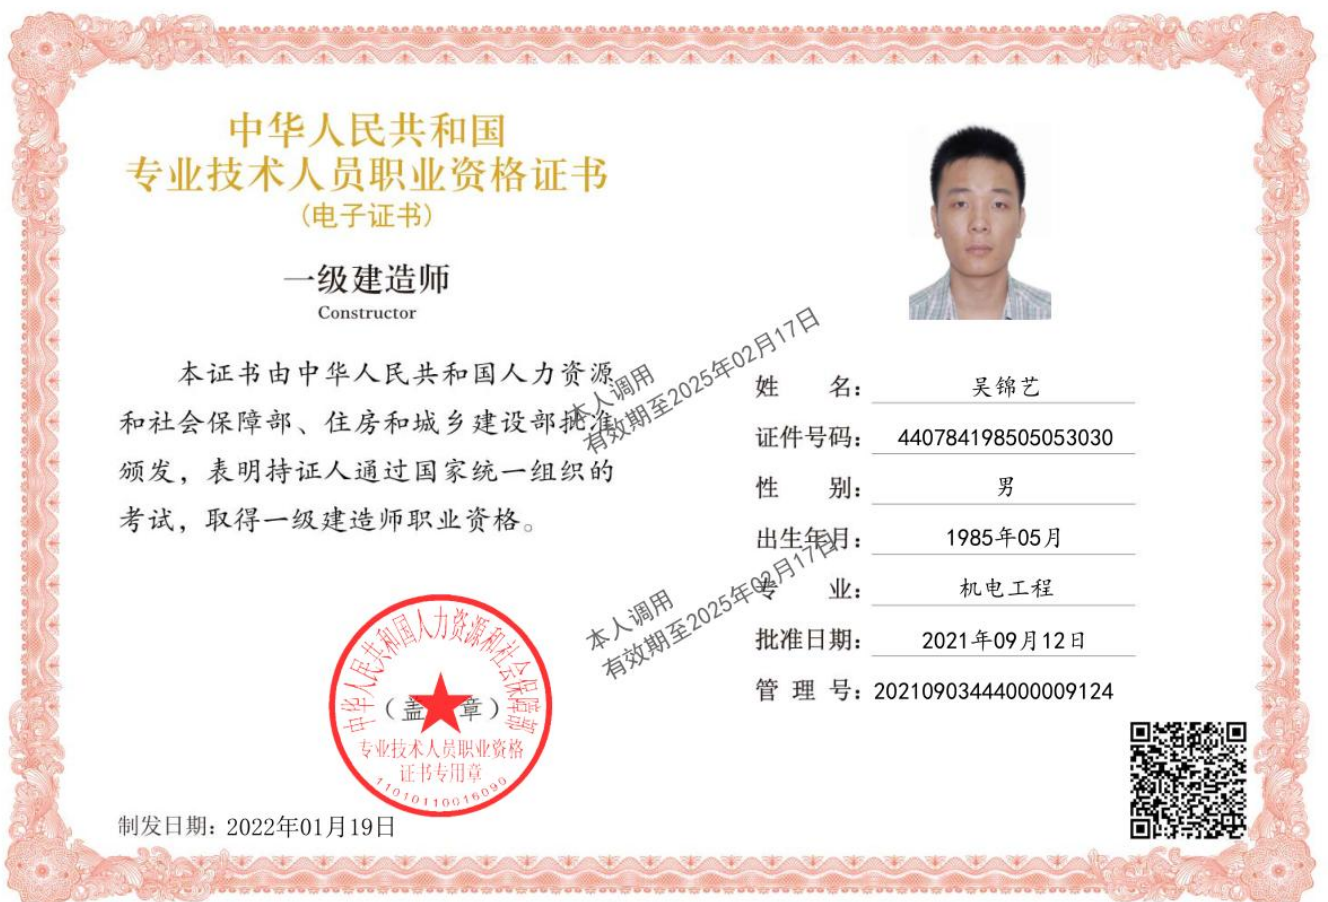 中华人民共和国
专业技术人员职业资格证书
(电子证书)
一级建造师
Constructor
本证书由中华人民共和国人力资源
和社会保障部、住房和城乡建设部批准
颁发，表明持证人通过国家统一组织的
考试，取得一级建造师职业资格。
本人调用
有效期至2025年02月17日
姓 名：吴锦艺
证件号码：440784198505053030
性 别：男
出生年月：1985年05月
专 业：机电工程
批准日期：2021年09月12日
管 理 号：20210903444000009124
本人调用
有效期至2025年02月17日
中华人民共和国人力资源和社会保障部
（盖 章）
专业技术人员职业资格
证书专用章
11010110016090
制发日期：2022年01月19日